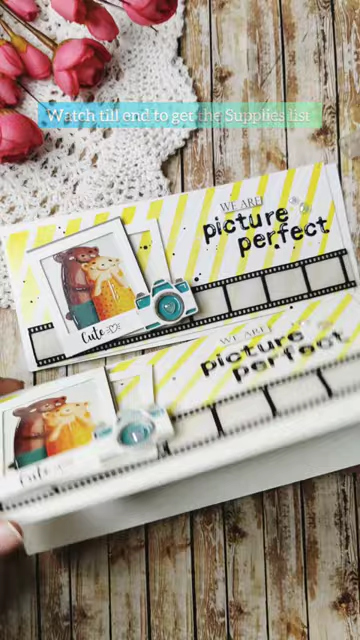 Watch till end to get the Supplies list
WE ARE
picture
perfect
Cute
WE ARE
picture
perfect
Cute